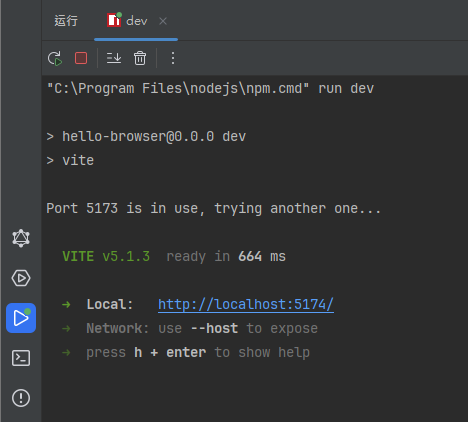 运行 dev
"C:\Program Files\nodejs\npm.cmd" run dev
> hello-browser@0.0.0 dev
> vite
Port 5173 is in use, trying another one...
VITE v5.1.3 ready in 664 ms
➜ Local: http://localhost:5174/
➜ Network: use --host to expose
➜ press h + enter to show help